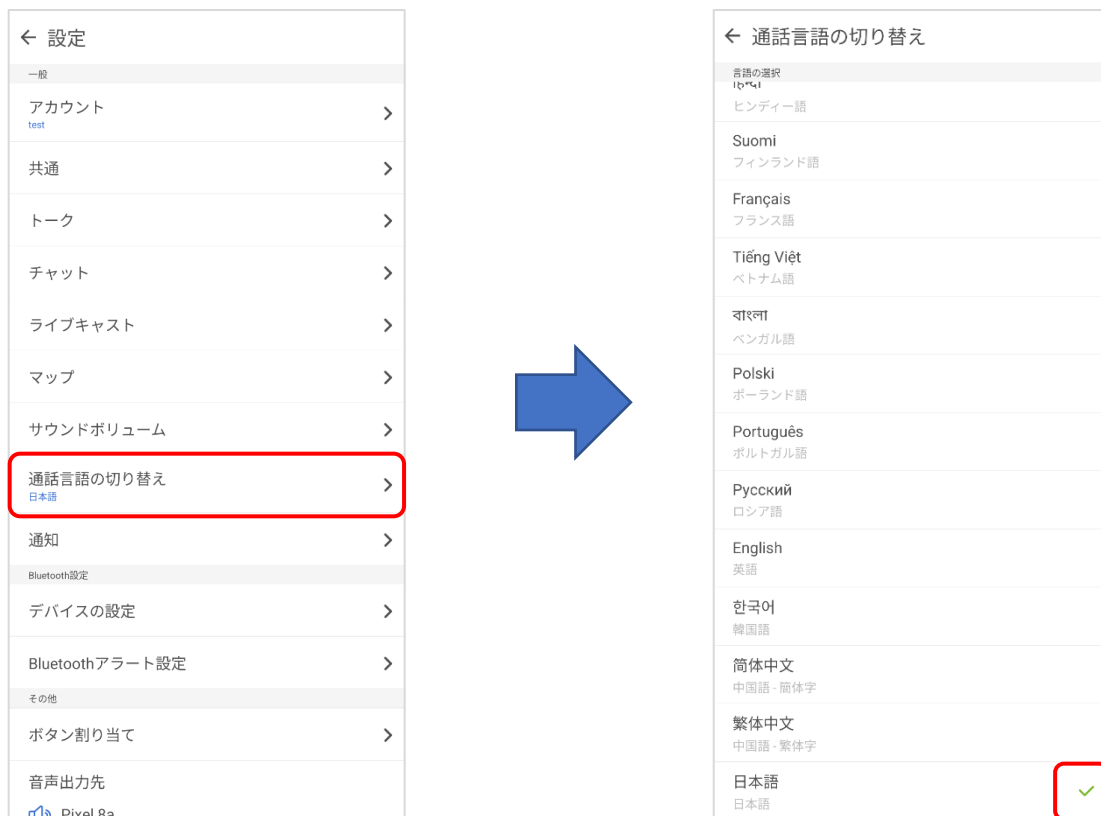 設定
一般
アカウント
test
共通
トーク
チャット
ライブキャスト
マップ
サウンドボリューム
通話言語の切り替え
日本語
通知
Bluetooth設定
デバイスの設定
Bluetoothアラート設定
その他
ボタン割り当て
音声出力先
Pixel 8a
通話言語の切り替え
言語の選択
हिन्दी
ヒンディー語
Suomi
フィンランド語
Français
フランス語
Tiếng Việt
ベトナム語
বাংলা
ベンガル語
Polski
ポーランド語
Português
ポルトガル語
Русский
ロシア語
English
英語
한국어
韓国語
简体中文
中国語 - 簡体字
繁体中文
中国語 - 繁体字
日本語
日本語